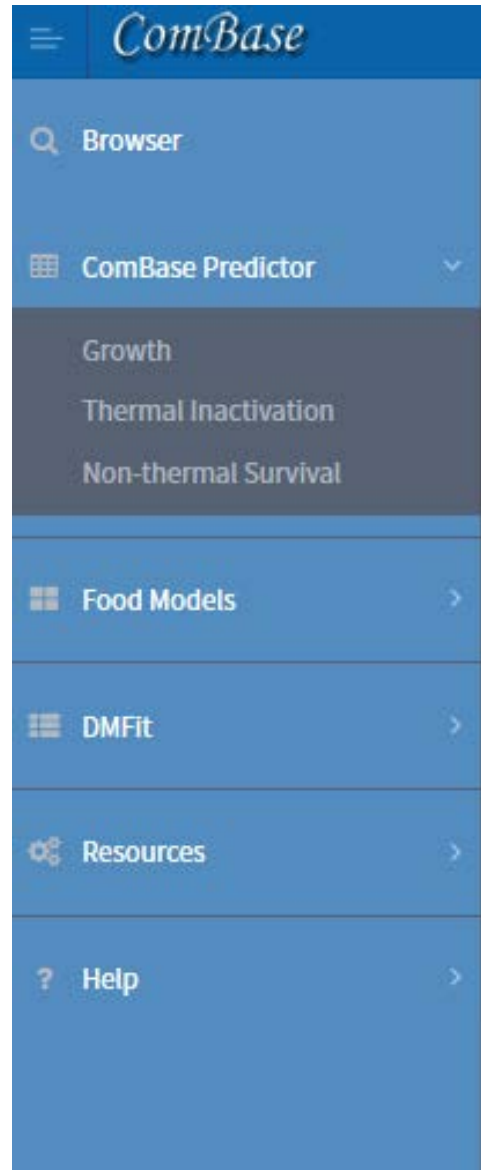 ComBase
Browser
ComBase Predictor
Growth
Thermal Inactivation
Non-thermal Survival
Food Models
DMFit
Resources
? Help